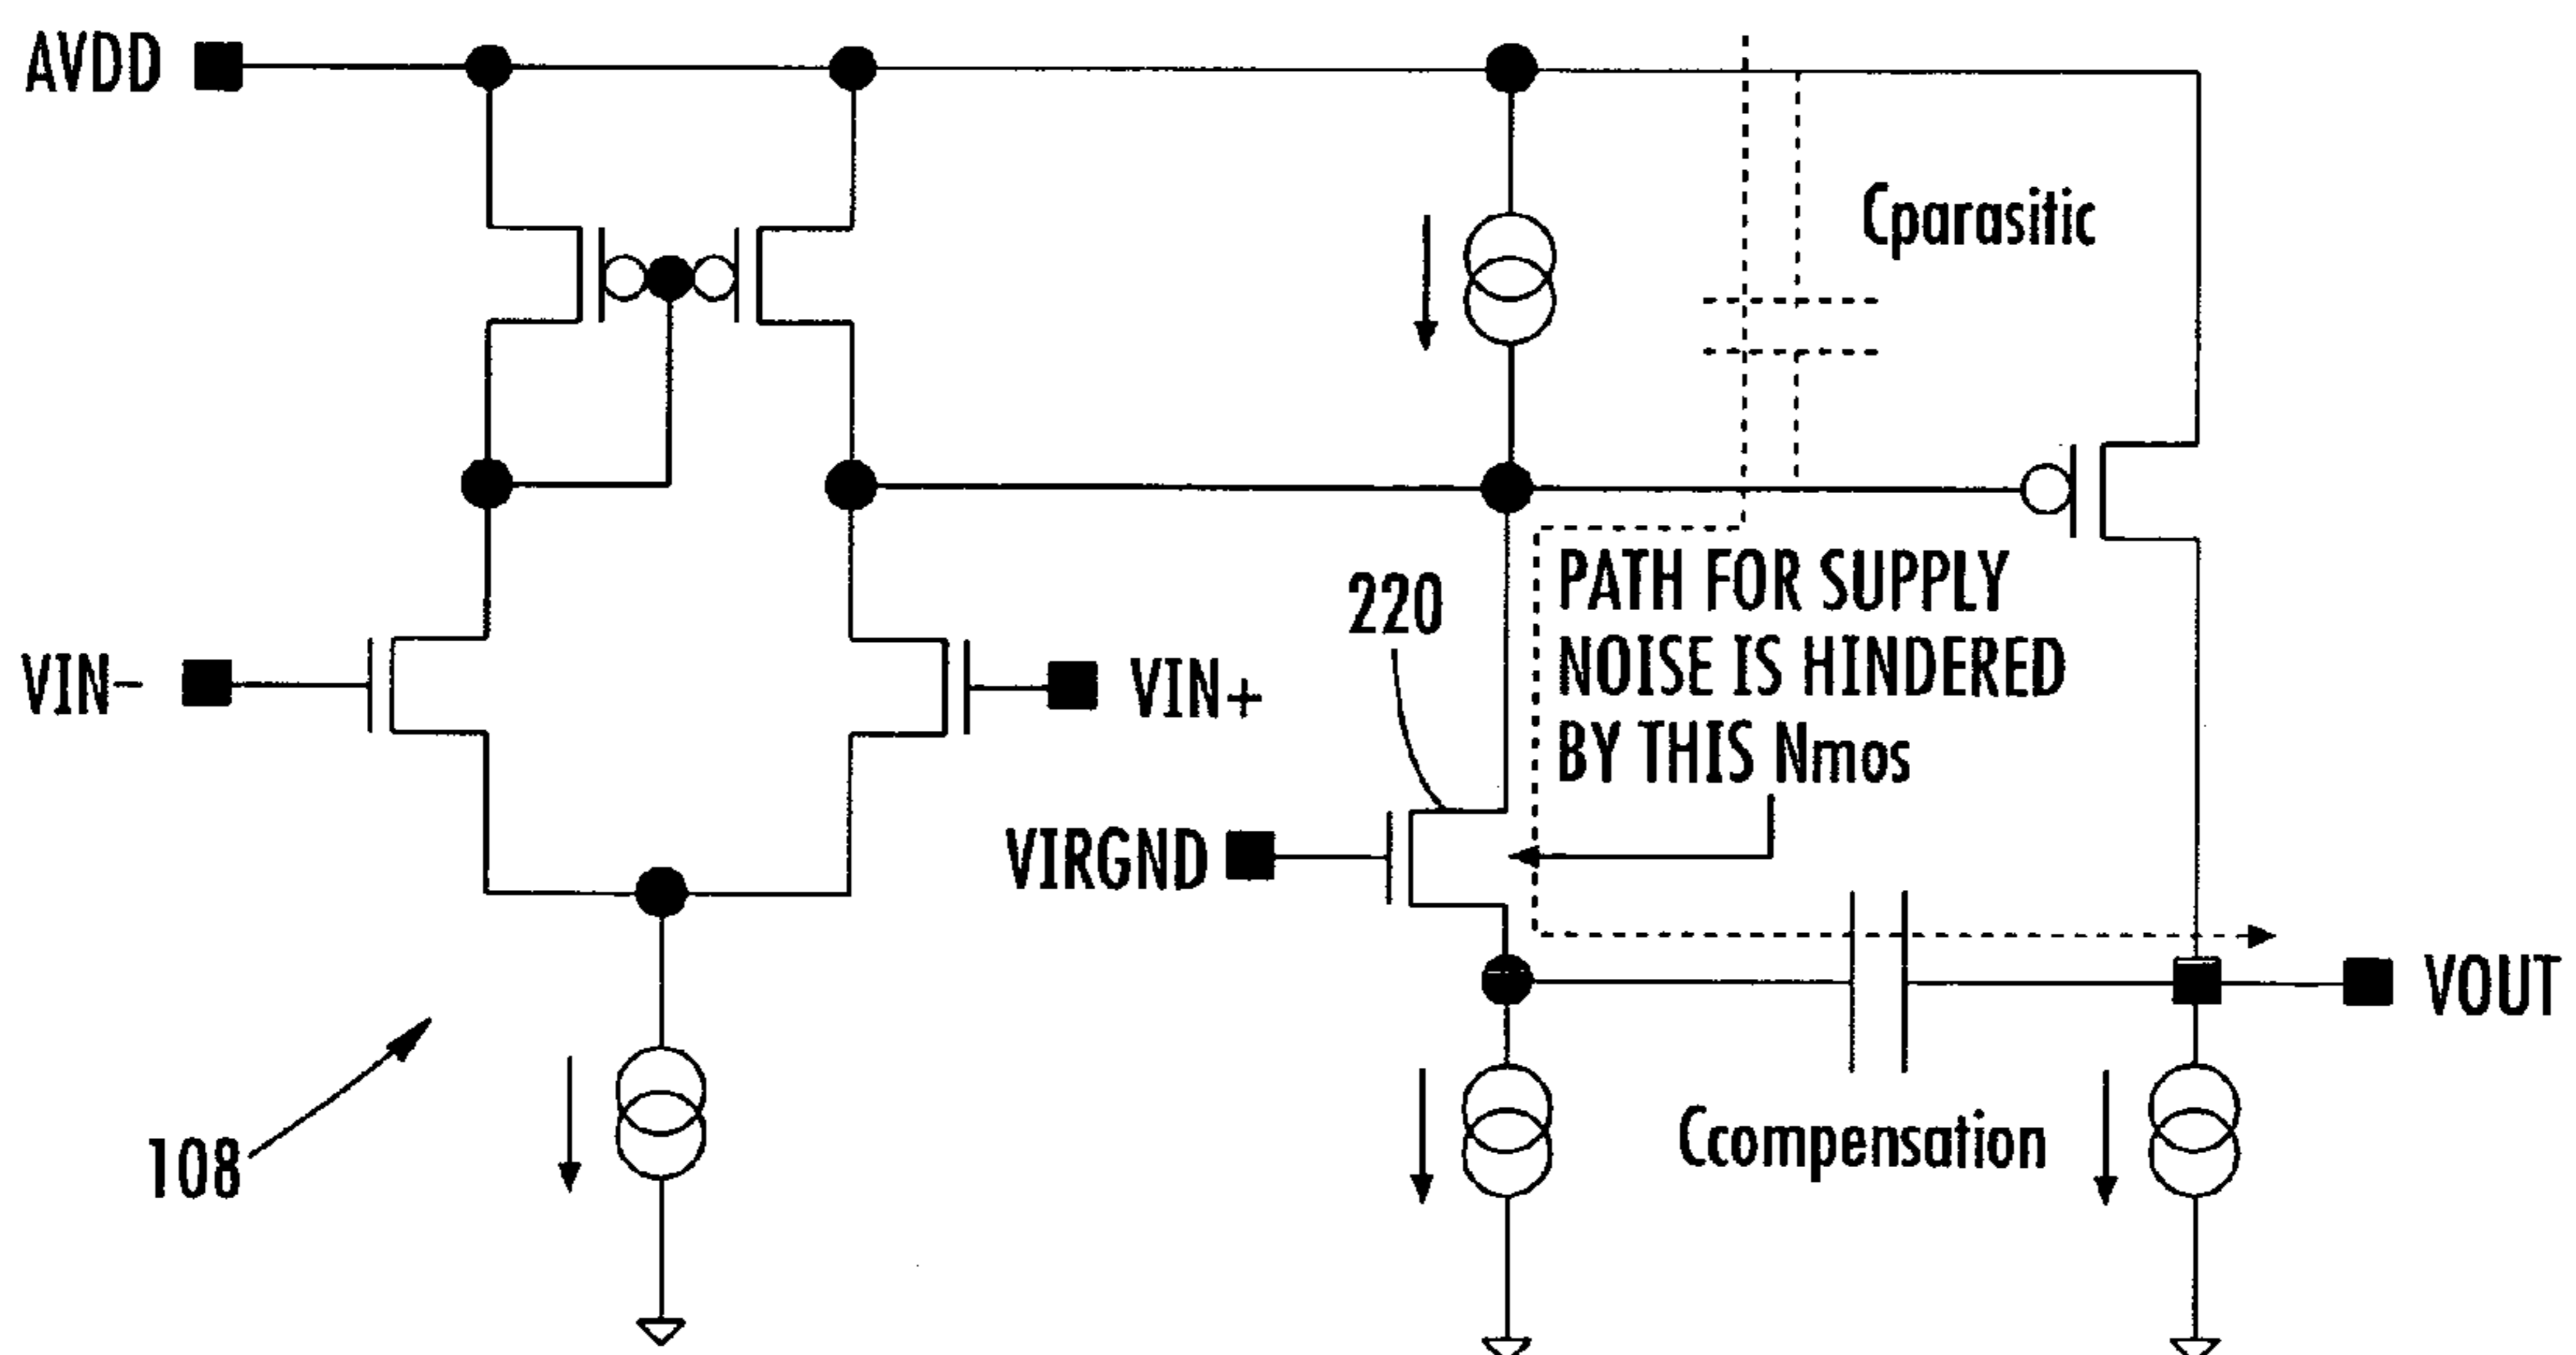 AVDD
Cparasitic
PATH FOR SUPPLY
NOISE IS HINDERED
BY THIS Nmos
220
VIN-
VIN+
VIRGND
VOUT
Ccompensation
108